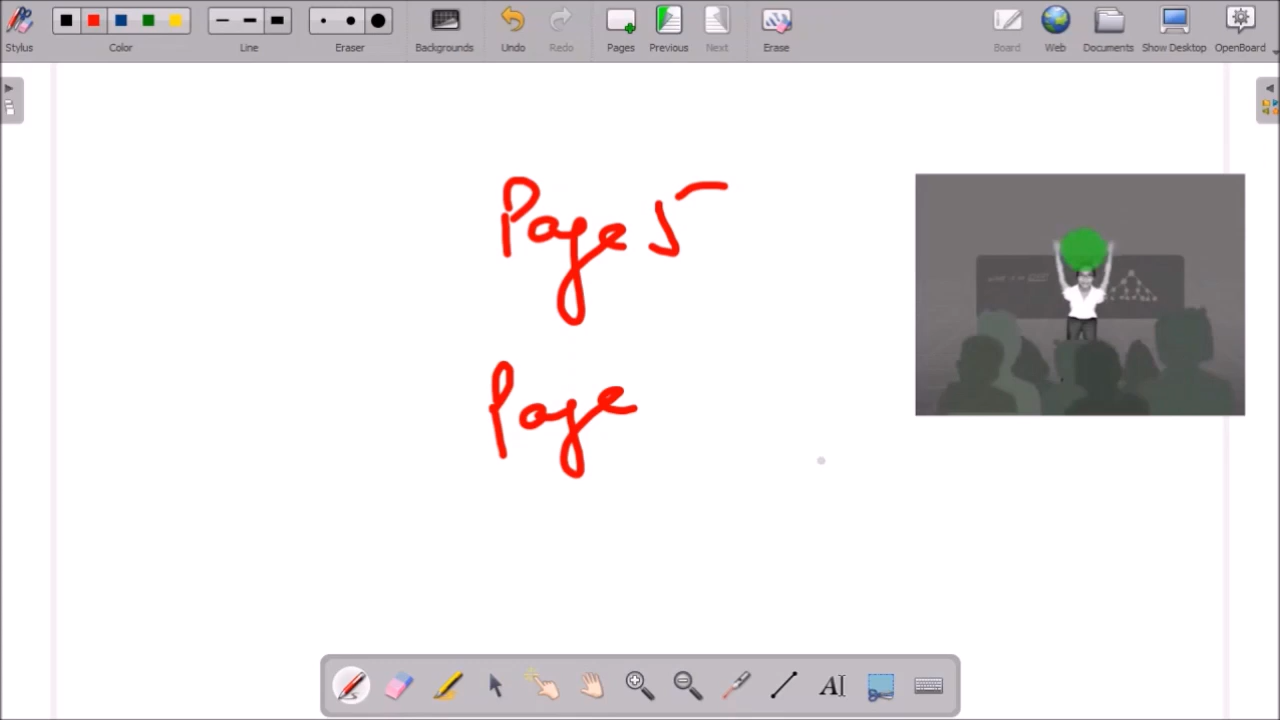 Stylus
Color
Line
Eraser
Backgrounds
Undo
Redo
Pages
Previous
Next
Erase
Board
Web
Documents
Show Desktop
OpenBoard
Page 5
Page
AI